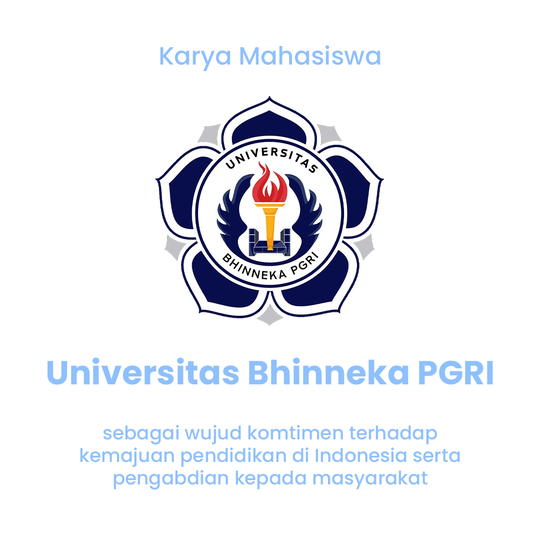 Karya Mahasiswa
UNIVERSITAS
BHINNEKA PGRI
Universitas Bhinneka PGRI
sebagai wujud komtimen terhadap
kemajuan pendidikan di Indonesia serta
pengabdian kepada masyarakat